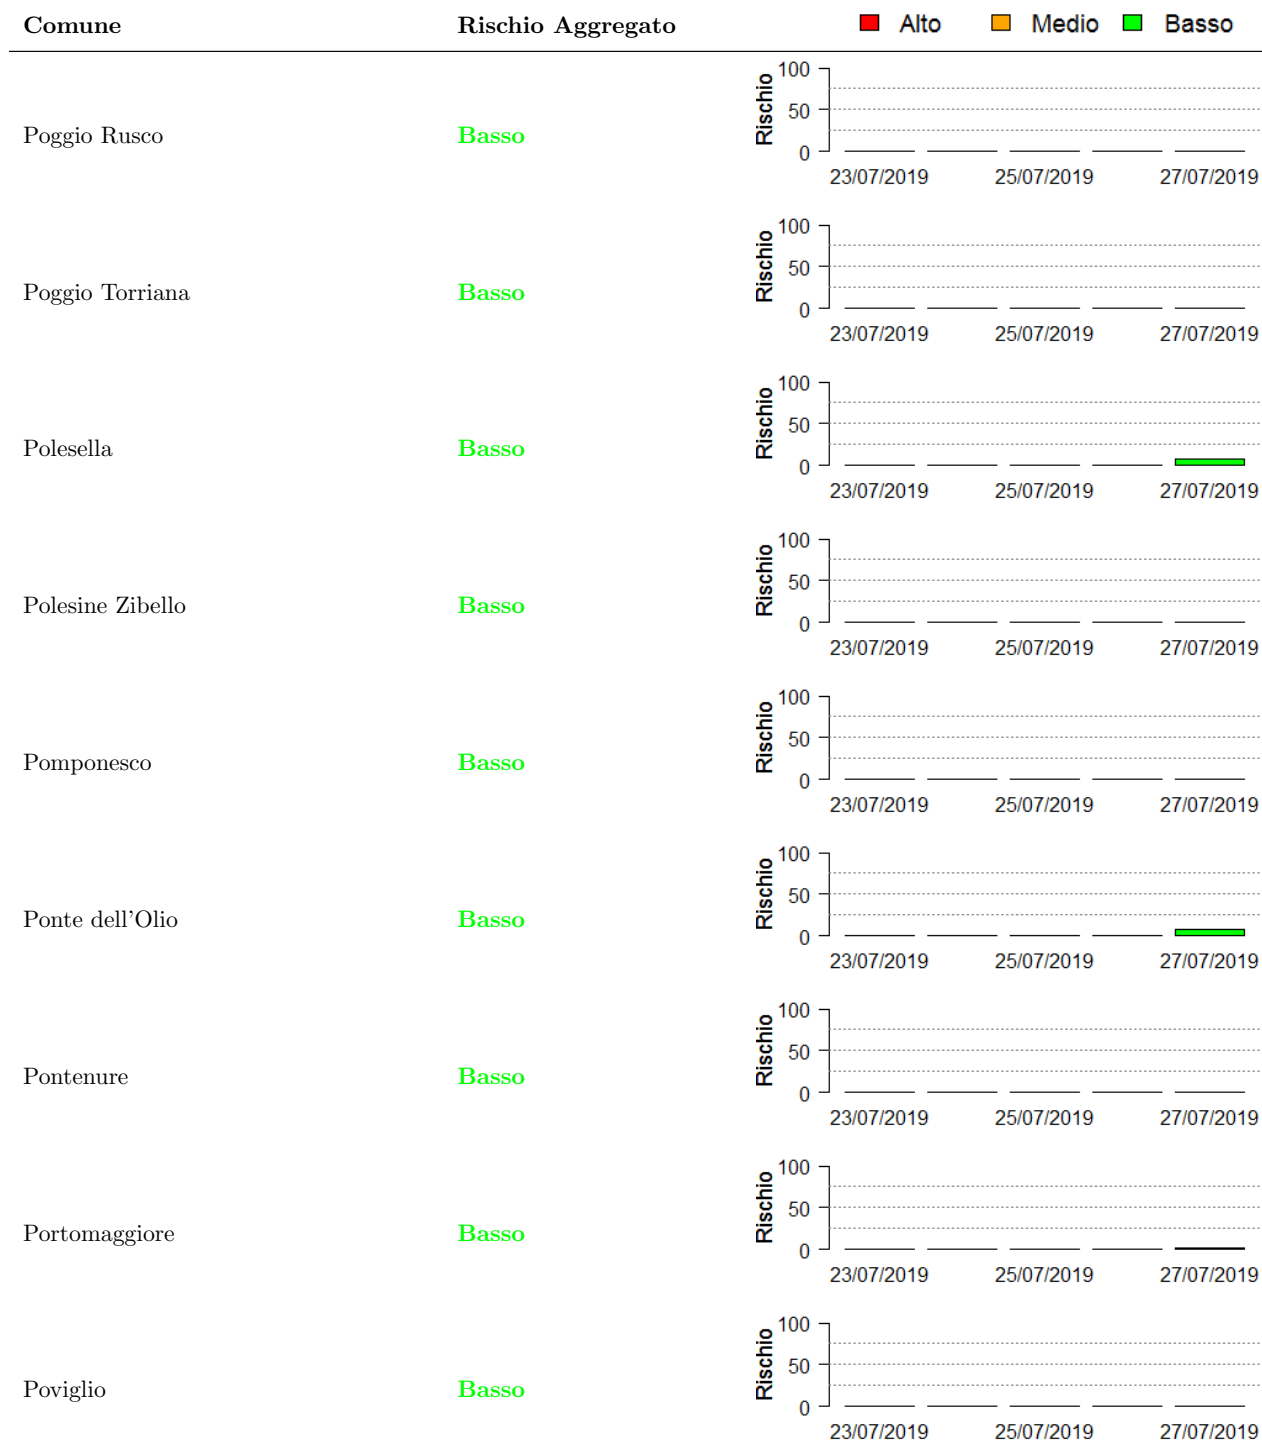 Comune Rischio Aggregato Alto Medio Basso
Poggio Rusco Basso
Rischio
100
50
0
23/07/2019 25/07/2019 27/07/2019
Poggio Torriana Basso
Rischio
100
50
0
23/07/2019 25/07/2019 27/07/2019
Polesella Basso
Rischio
100
50
0
23/07/2019 25/07/2019 27/07/2019
Polesine Zibello Basso
Rischio
100
50
0
23/07/2019 25/07/2019 27/07/2019
Pomponesco Basso
Rischio
100
50
0
23/07/2019 25/07/2019 27/07/2019
Ponte dell'Olio Basso
Rischio
100
50
0
23/07/2019 25/07/2019 27/07/2019
Pontenure Basso
Rischio
100
50
0
23/07/2019 25/07/2019 27/07/2019
Portomaggiore Basso
Rischio
100
50
0
23/07/2019 25/07/2019 27/07/2019
Poviglio Basso
Rischio
100
50
0
23/07/2019 25/07/2019 27/07/2019